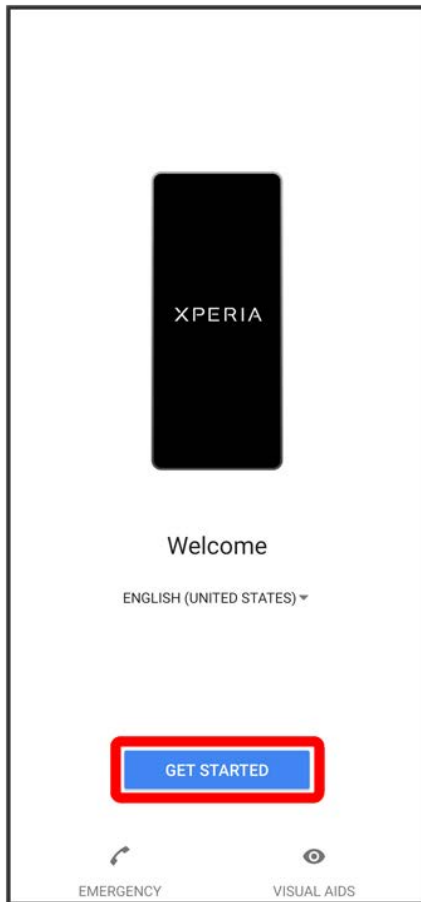 XPERIA
Welcome
ENGLISH (UNITED STATES)
GET STARTED
EMERGENCY
VISUAL AIDS